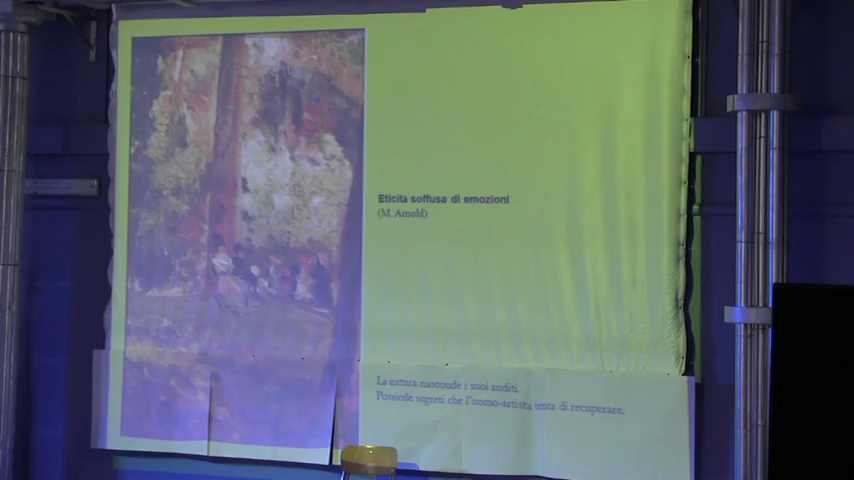 Eticità soffusa di emozioni
(M. Arnold)
La natura nasconde i suoi anditi.
Possiede segreti che l'uomo-artista tenta di recuperare.